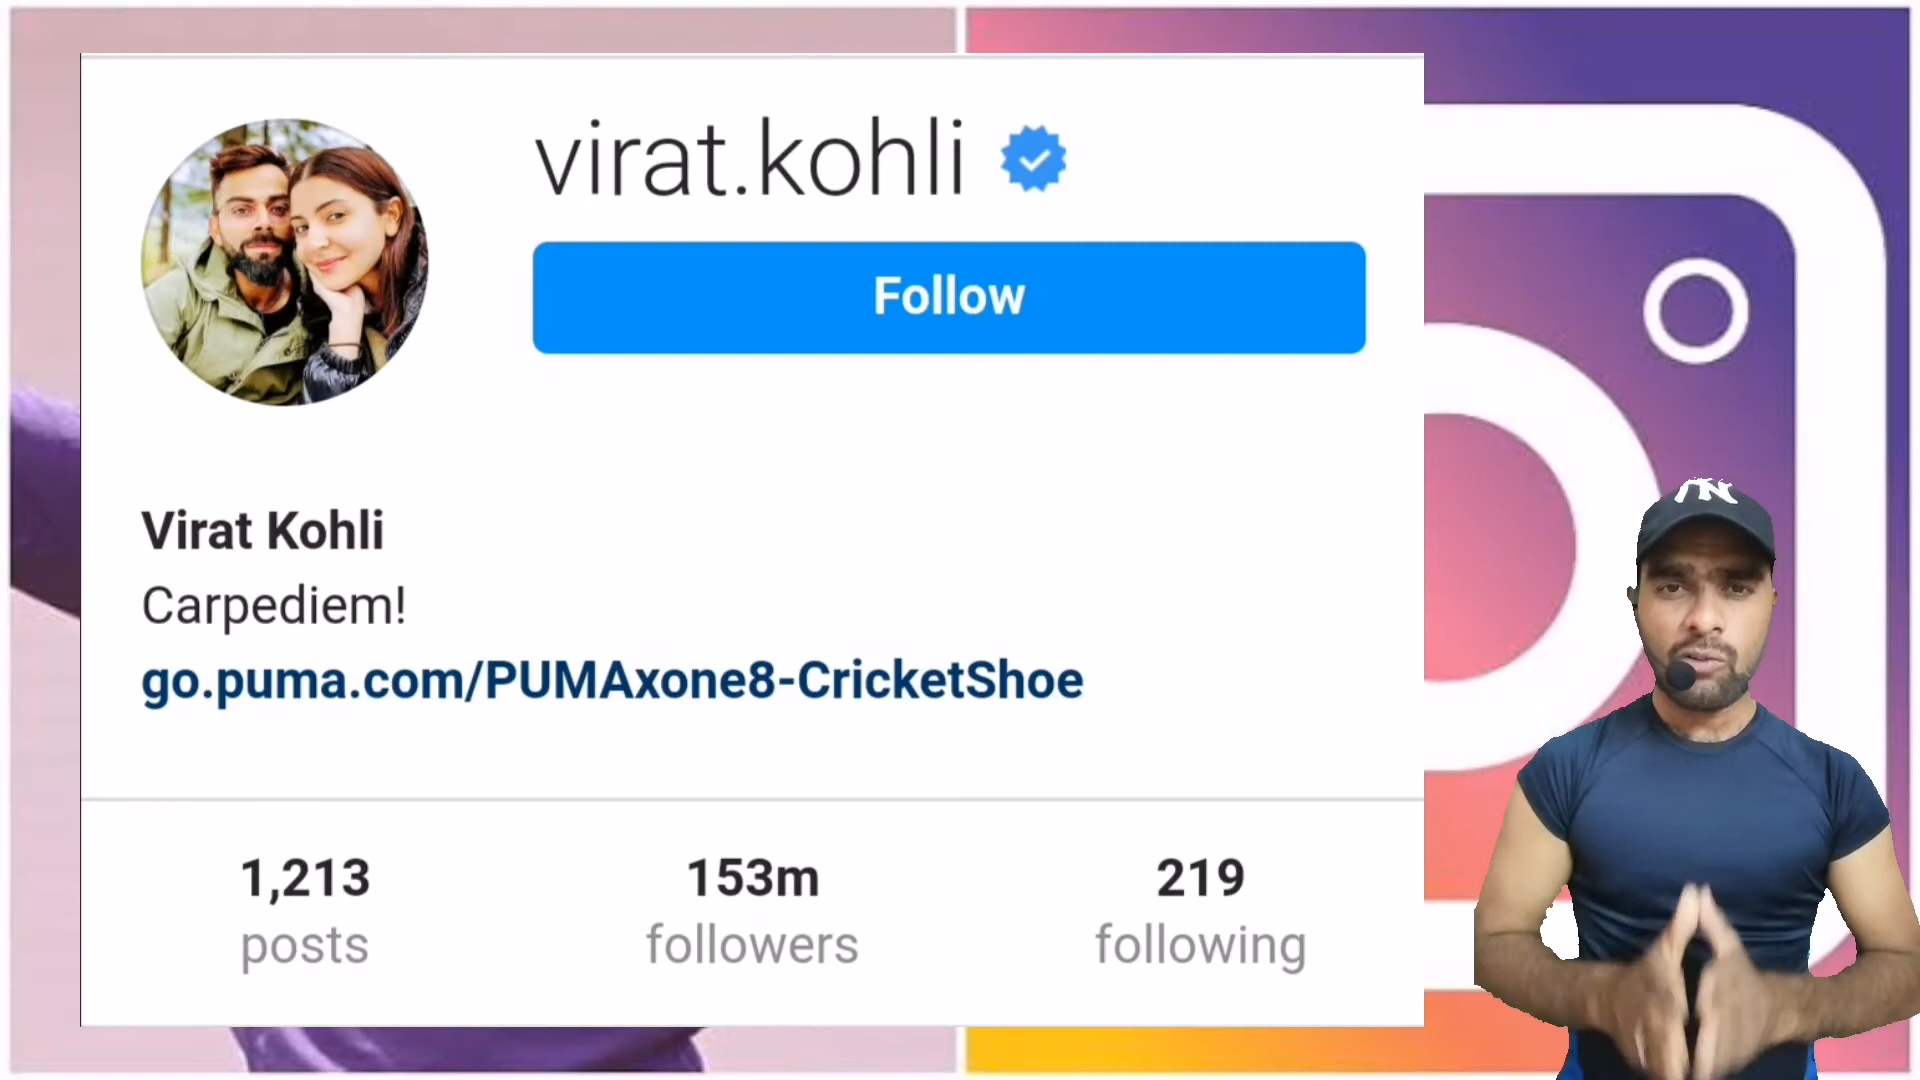 virat.kohli
Follow
Virat Kohli
Carpediem!
go.puma.com/PUMAxone8-CricketShoe
1,213 153m 219
posts followers following